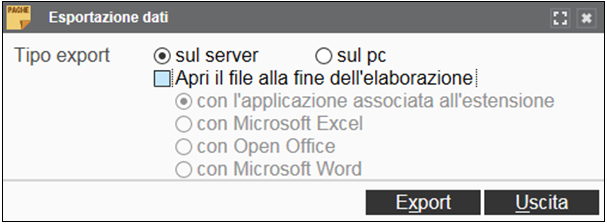 PAGHE Esportazione dati
Tipo export sul server sul pc
Apri il file alla fine dell'elaborazione
con l'applicazione associata all'estensione
con Microsoft Excel
con Open Office
con Microsoft Word
Export Uscita